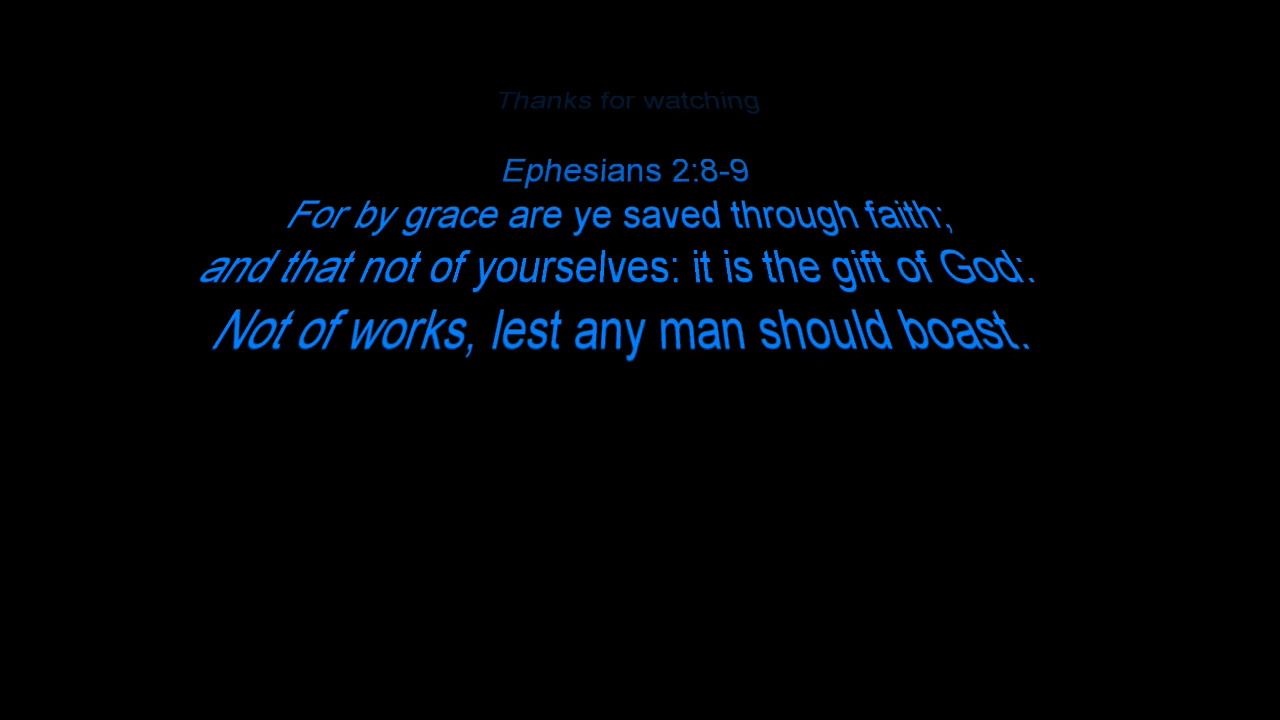 Thanks for watching
Ephesians 2:8-9
For by grace are ye saved through faith;
and that not of yourselves: it is the gift of God:.
Not of works, lest any man should boast.